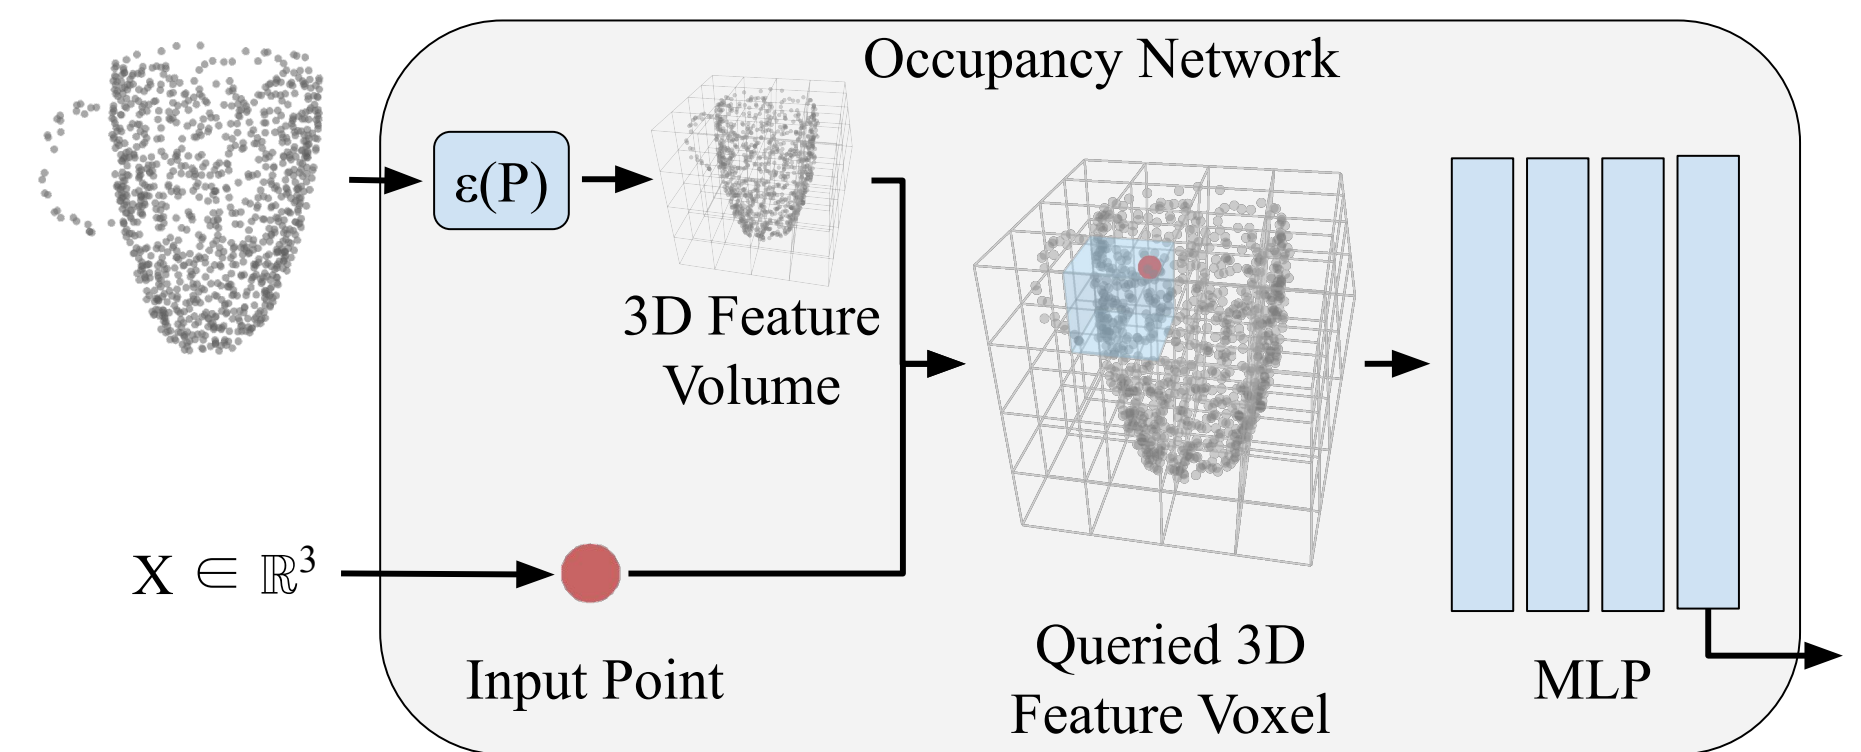 Occupancy Network
ε(P)
3D Feature
Volume
X ∈ ℝ³
Input Point
Queried 3D
Feature Voxel
MLP